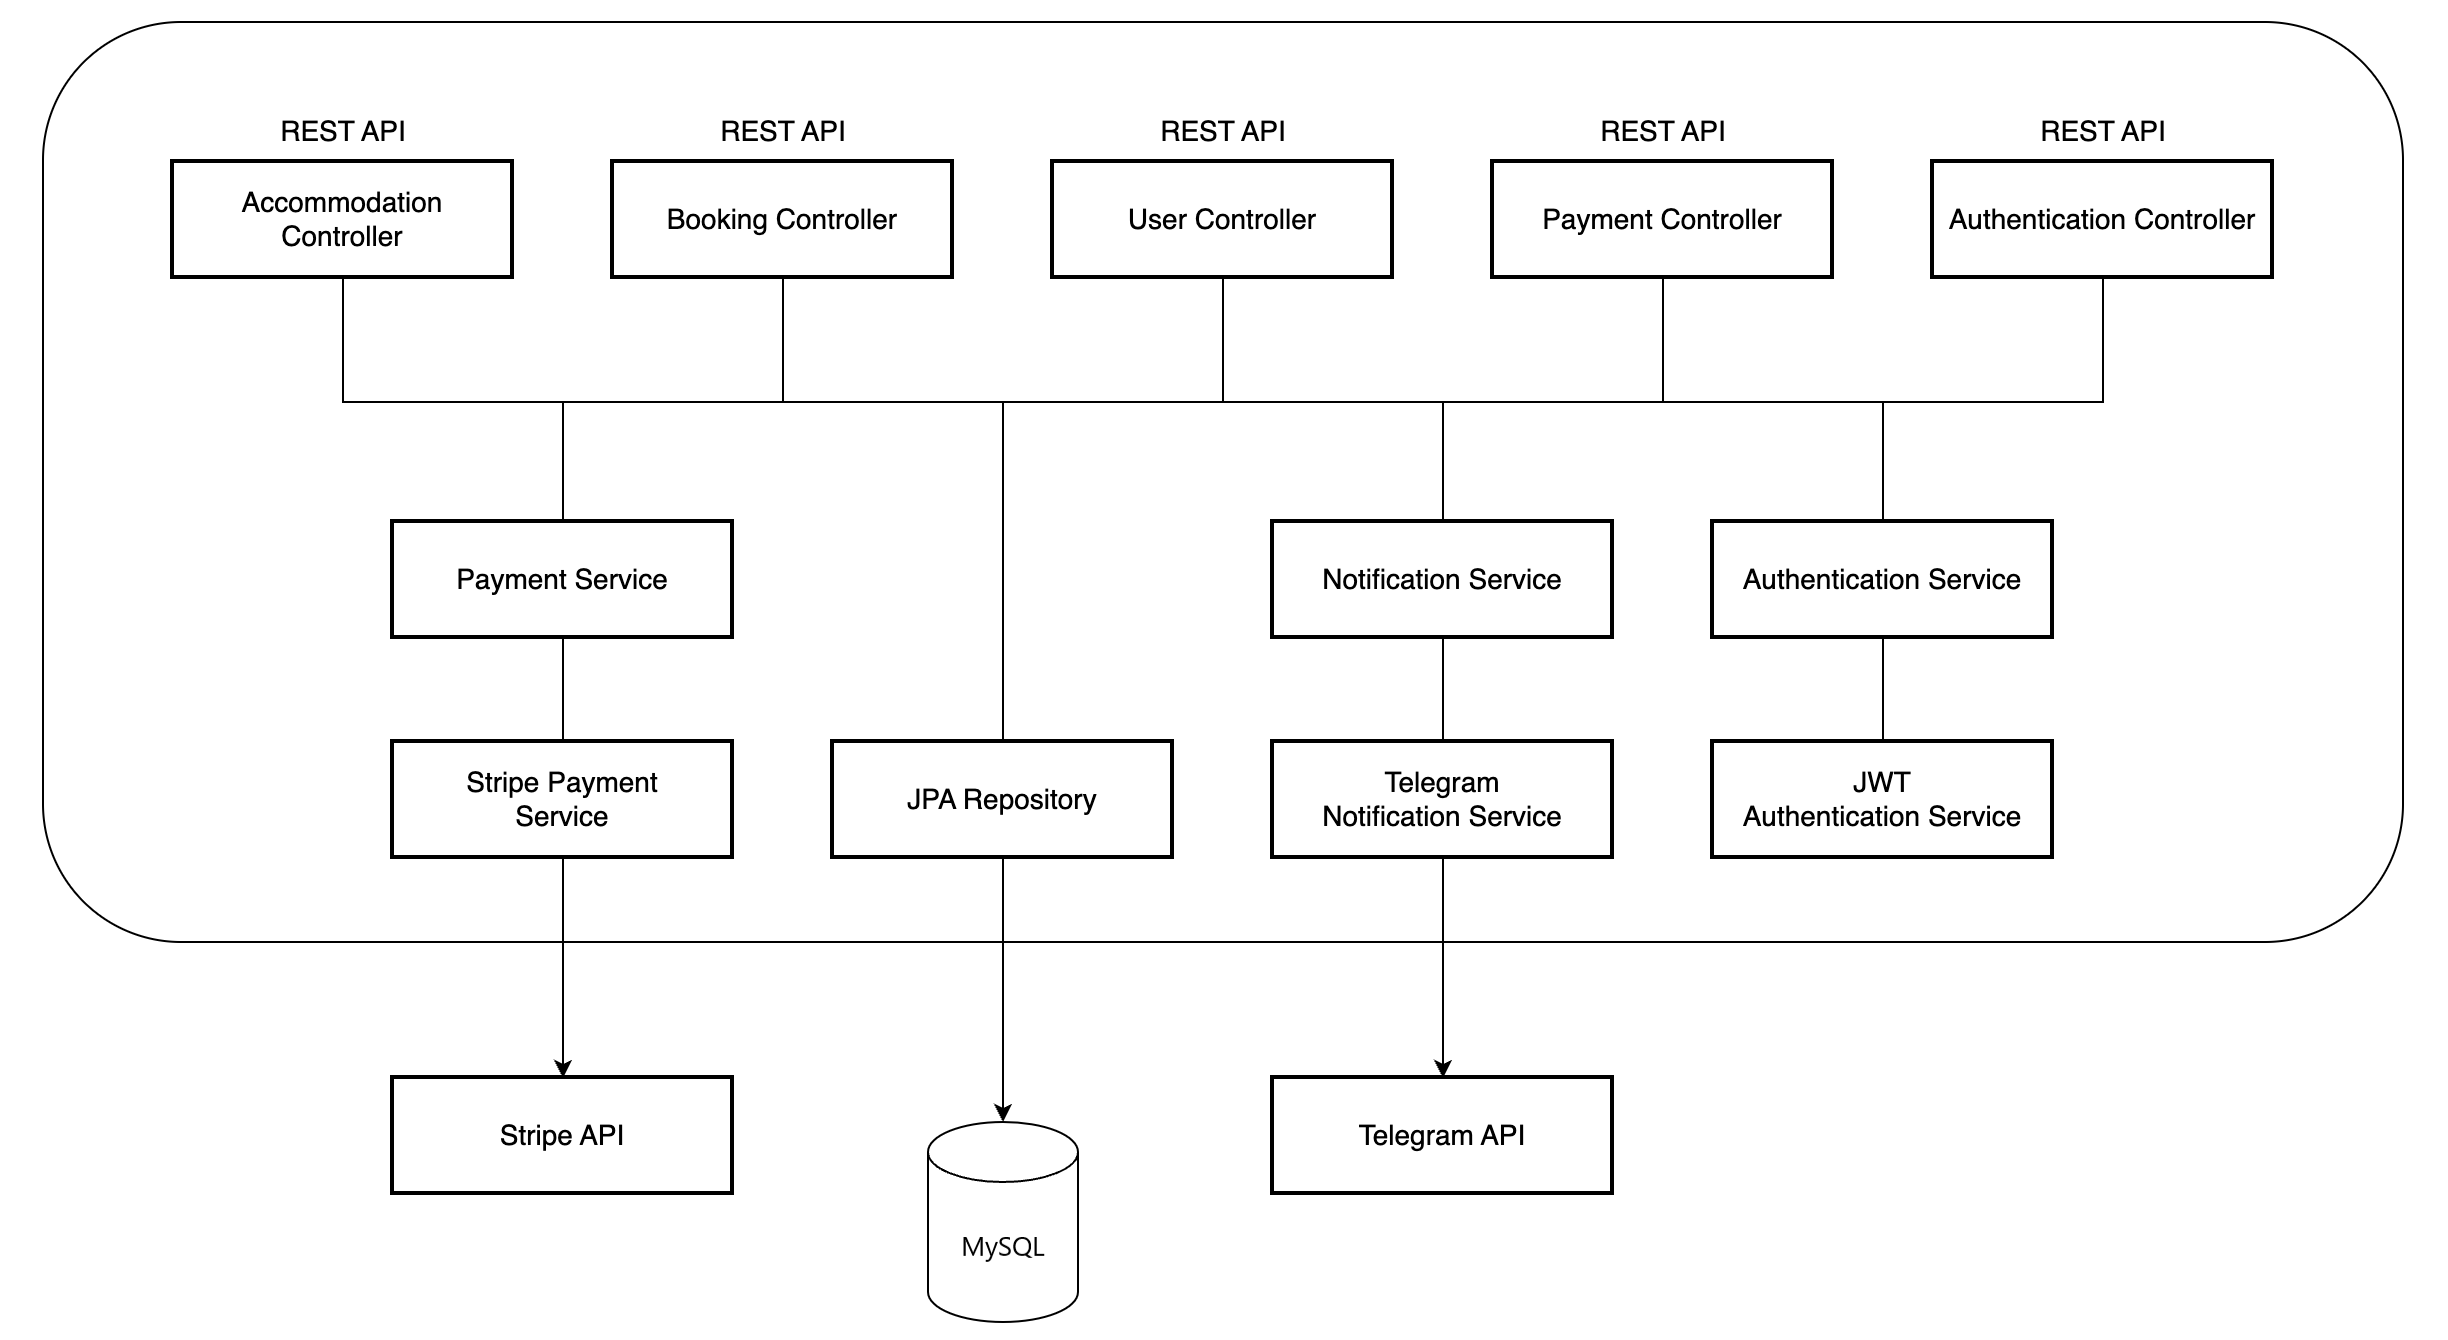 REST API
REST API
REST API
REST API
REST API
Accommodation
Controller
Booking Controller
User Controller
Payment Controller
Authentication Controller
Payment Service
Notification Service
Authentication Service
Stripe Payment
Service
JPA Repository
Telegram
Notification Service
JWT
Authentication Service
Stripe API
Telegram API
MySQL